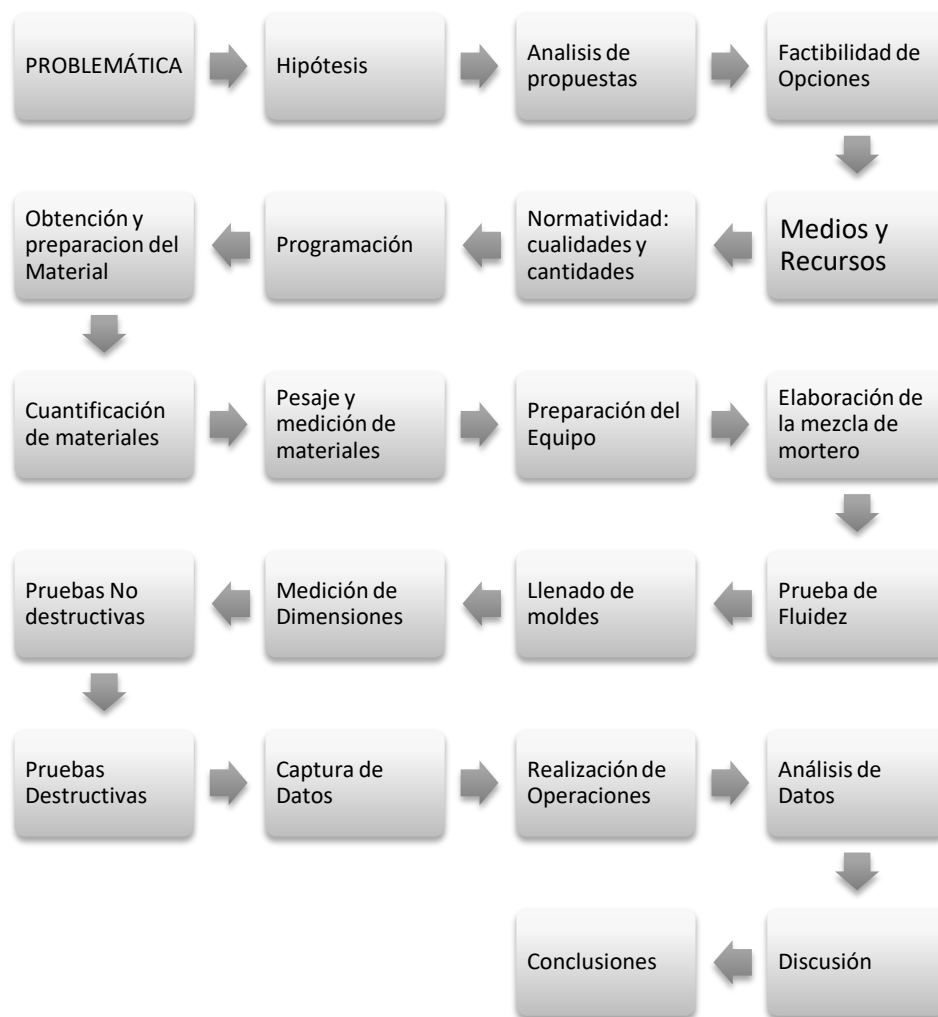 PROBLEMÁTICA
Hipótesis
Analisis de
propuestas
Factibilidad de
Opciones
Medios y
Recursos
Normatividad:
cualidades y
cantidades
Programación
Obtención y
preparacion del
Material
Cuantificación
de materiales
Pesaje y
medición de
materiales
Preparación del
Equipo
Elaboración de
la mezcla de
mortero
Prueba de
Fluidez
Llenado de
moldes
Medición de
Dimensiones
Pruebas No
destructivas
Pruebas
Destructivas
Captura de
Datos
Realización de
Operaciones
Análisis de
Datos
Discusión
Conclusiones